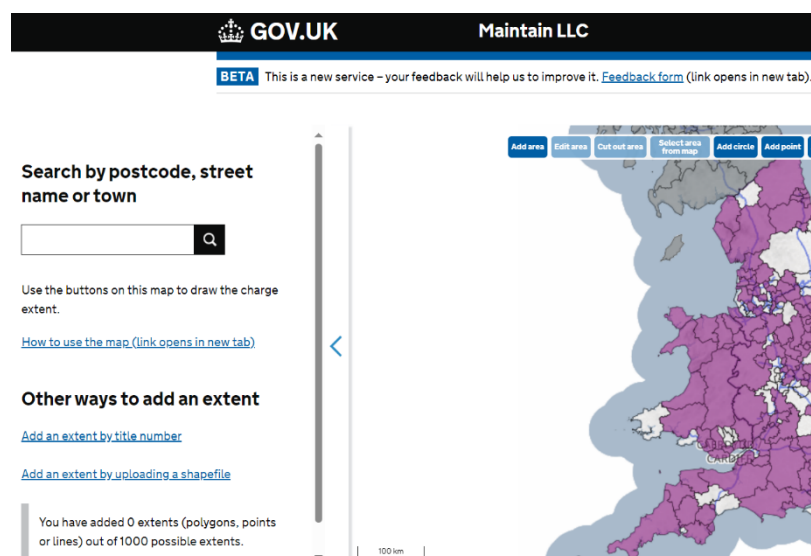 GOV.UK
Maintain LLC
BETA This is a new service – your feedback will help us to improve it. Feedback form (link opens in new tab).
Search by postcode, street
name or town
Use the buttons on this map to draw the charge
extent.
How to use the map (link opens in new tab)
Other ways to add an extent
Add an extent by title number
Add an extent by uploading a shapefile
You have added 0 extents (polygons, points
or lines) out of 1000 possible extents.
Add area
Edit area
Cut out area
Select area
from map
Add circle
Add point
100 km